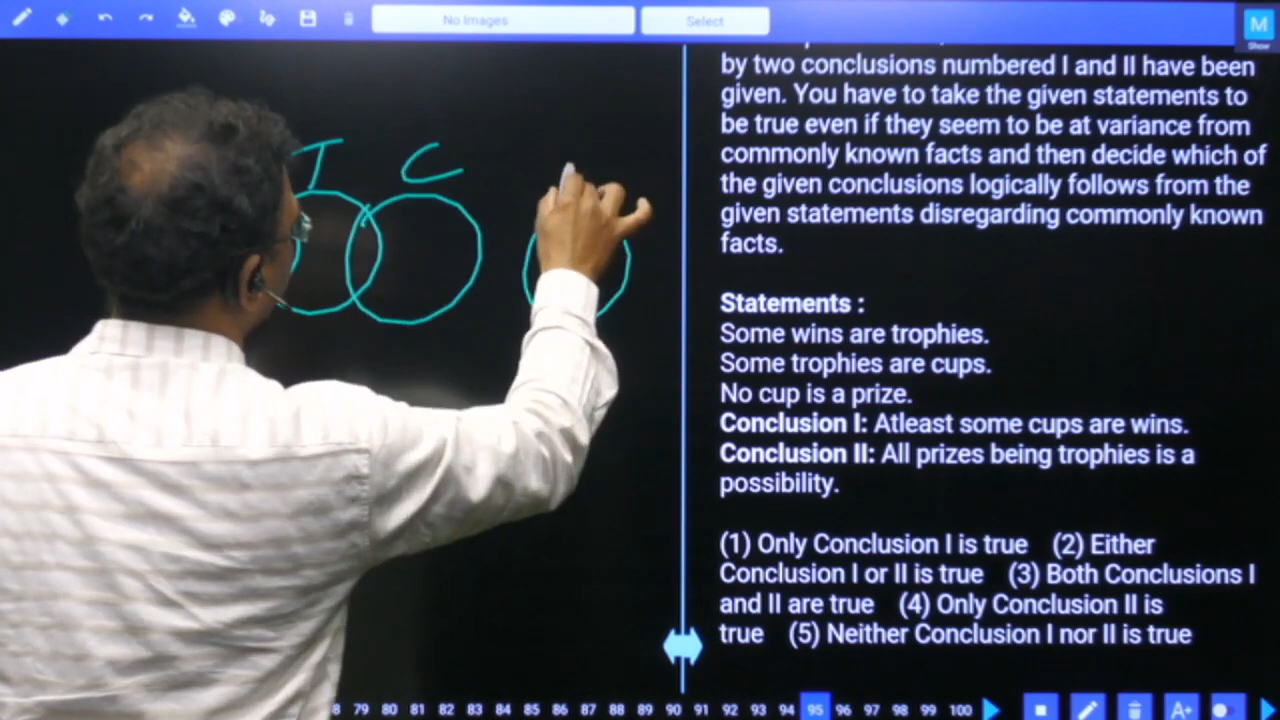 No Images
Select
M
Show
T C
by two conclusions numbered I and II have been
given. You have to take the given statements to
be true even if they seem to be at variance from
commonly known facts and then decide which of
the given conclusions logically follows from the
given statements disregarding commonly known
facts.
Statements :
Some wins are trophies.
Some trophies are cups.
No cup is a prize.
Conclusion I: Atleast some cups are wins.
Conclusion II: All prizes being trophies is a
possibility.
(1) Only Conclusion I is true (2) Either
Conclusion I or II is true (3) Both Conclusions I
and II are true (4) Only Conclusion II is
true (5) Neither Conclusion I nor II is true
79 80 81 82 83 84 85 86 87 88 89 90 91 92 93 94 95 96 97 98 99 100
A+